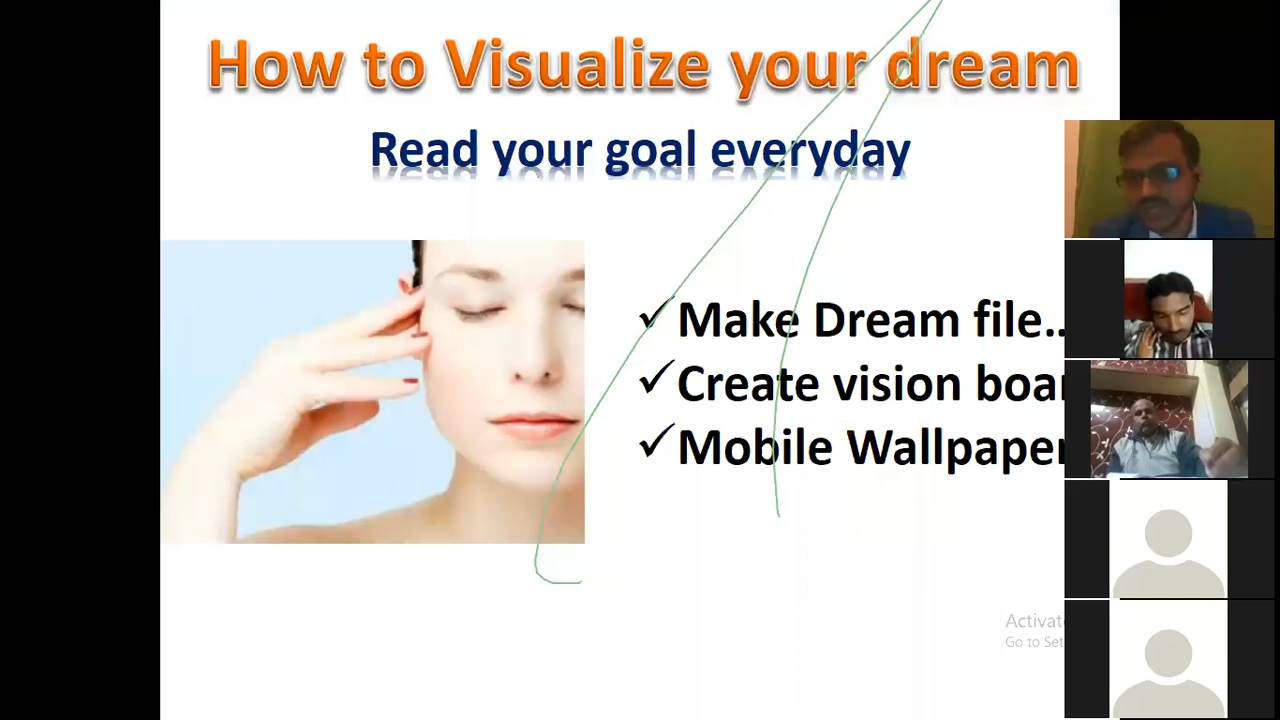 How to Visualize your dream
Read your goal everyday
Make Dream file..
Create vision boar
Mobile Wallpaper
Activat
Go to Set